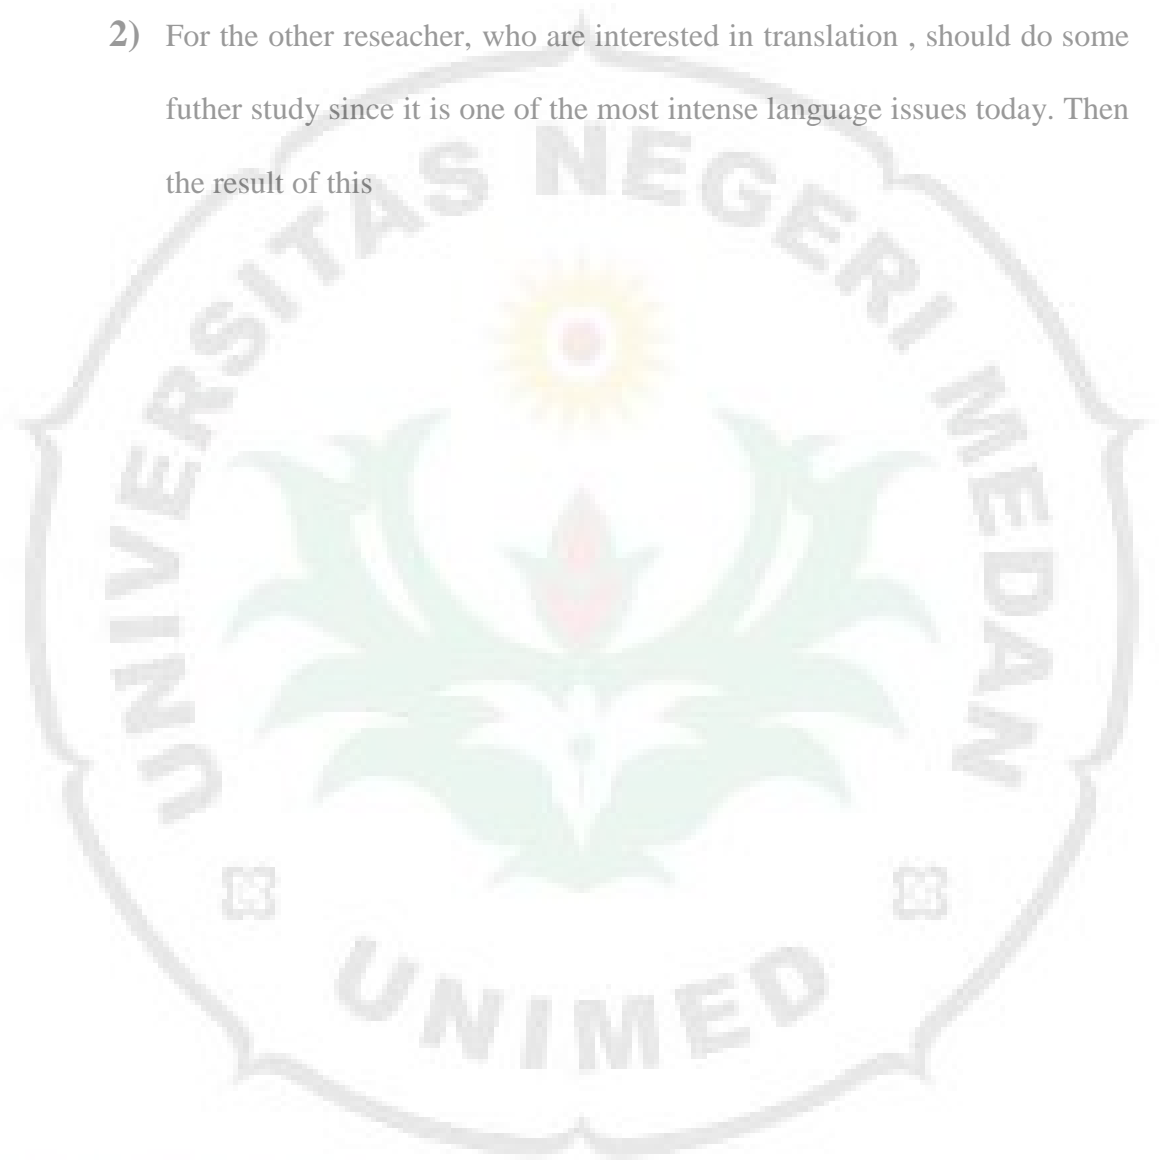 2) For the other reseacher, who are interested in translation , should do some
futher study since it is one of the most intense language issues today. Then
the result of this
UNIVERSITAS NEGERI MEDAN
UNIMED